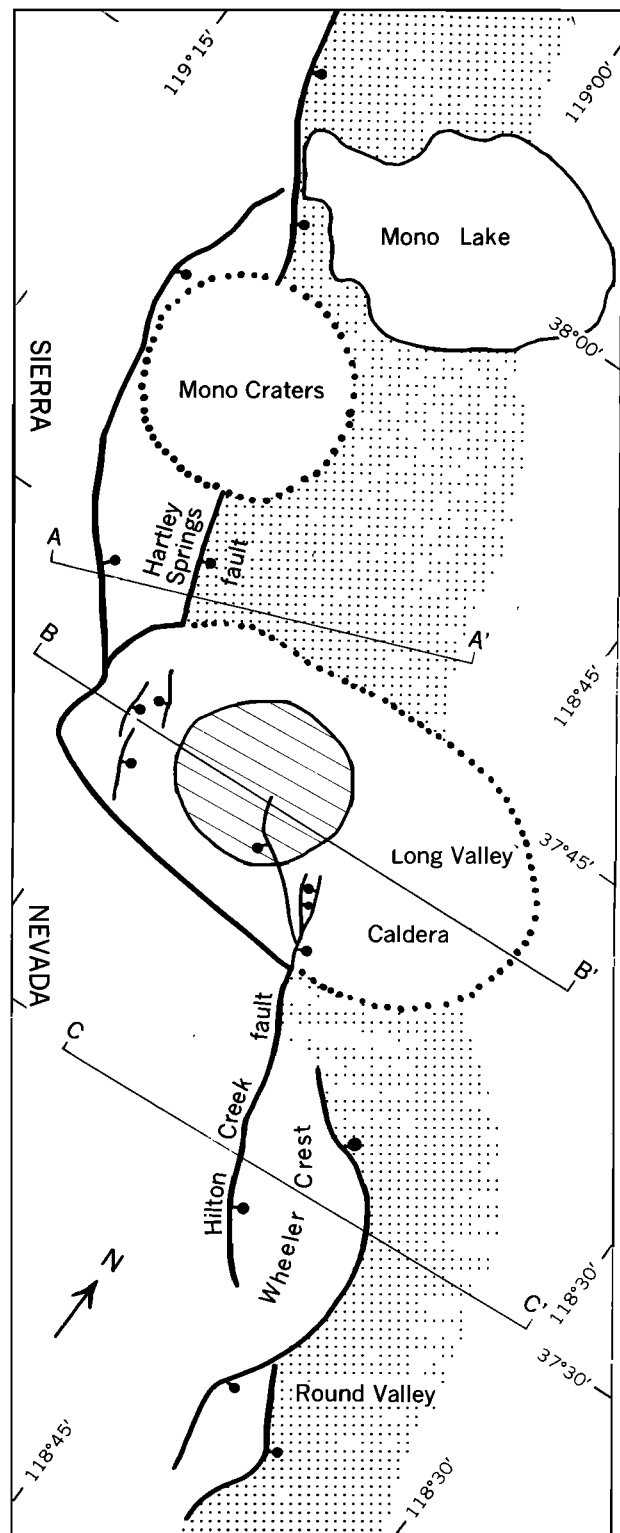 119°15'
119°00'
Mono Lake
38°00'
SIERRA
Mono Craters
Hartley
Springs
fault
A
A'
B
118°45'
37°45'
Long Valley
Caldera
NEVADA
B'
C
fault
Creek
Hilton
Wheeler Crest
N
C'
118°30'
37°30'
Round Valley
118°45'
118°30'